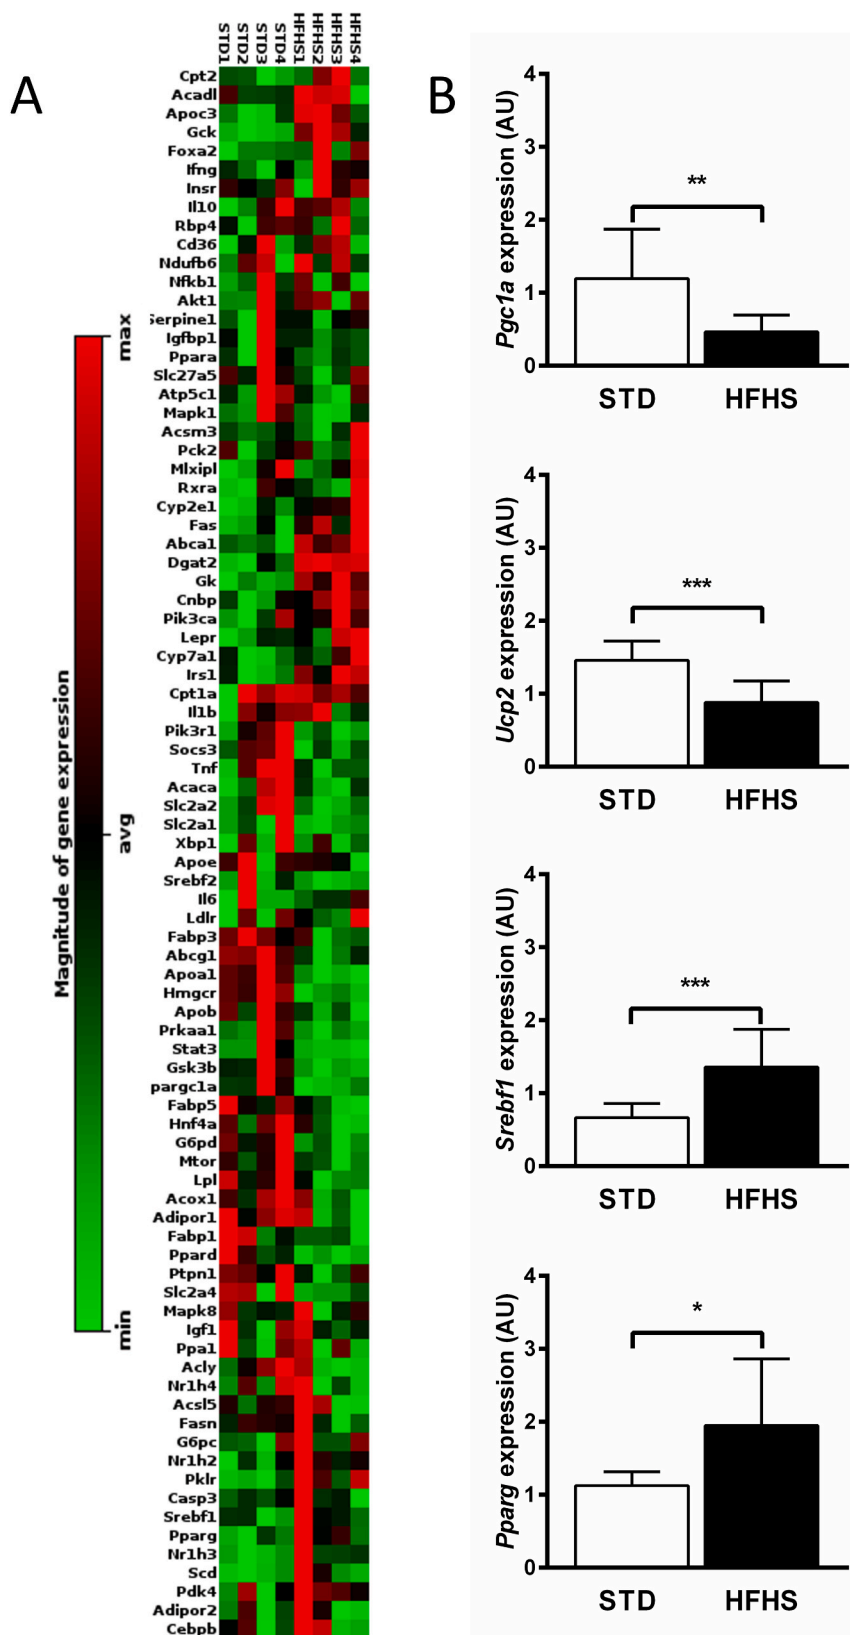 A
STD1
STD2
STD3
STD4
HFHS1
HFHS2
HFHS3
HFHS4
Cpt2
Acadl
Apoc3
Gck
Foxa2
Ifng
Insr
Il10
Rbp4
Cd36
Ndufb6
Nfkb1
Akt1
Serpine1
Igfbp1
Ppara
Slc27a5
Atp5c1
Mapk1
Acsm3
Pck2
Mlxipl
Rxra
Cyp2e1
Fas
Abca1
Dgat2
Gk
Cnbp
Pik3ca
Lepr
Cyp7a1
Irs1
Cpt1a
Il1b
Pik3r1
Socs3
Tnf
Acaca
Slc2a2
Slc2a1
Xbp1
Apoe
Srebf2
Il6
Ldlr
Fabp3
Abcg1
Apoa1
Hmgcr
Apob
Prkaa1
Stat3
Gsk3b
pargc1a
Fabp5
Hnf4a
G6pd
Mtor
Lpl
Acox1
Adipor1
Fabp1
Ppard
Ptpn1
Slc2a4
Mapk8
Igf1
Ppa1
Acly
Nr1h4
Acsl5
Fasn
G6pc
Nr1h2
Pklr
Casp3
Srebf1
Pparg
Nr1h3
Scd
Pdk4
Adipor2
Cebpb
Magnitude of gene expression
max
avg
min
B
Pgc1a expression (AU)
4
3
2
1
0
**
STD HFHS
Ucp2 expression (AU)
4
3
2
1
0
***
STD HFHS
Srebf1 expression (AU)
4
3
2
1
0
***
STD HFHS
Pparg expression (AU)
4
3
2
1
0
*
STD HFHS